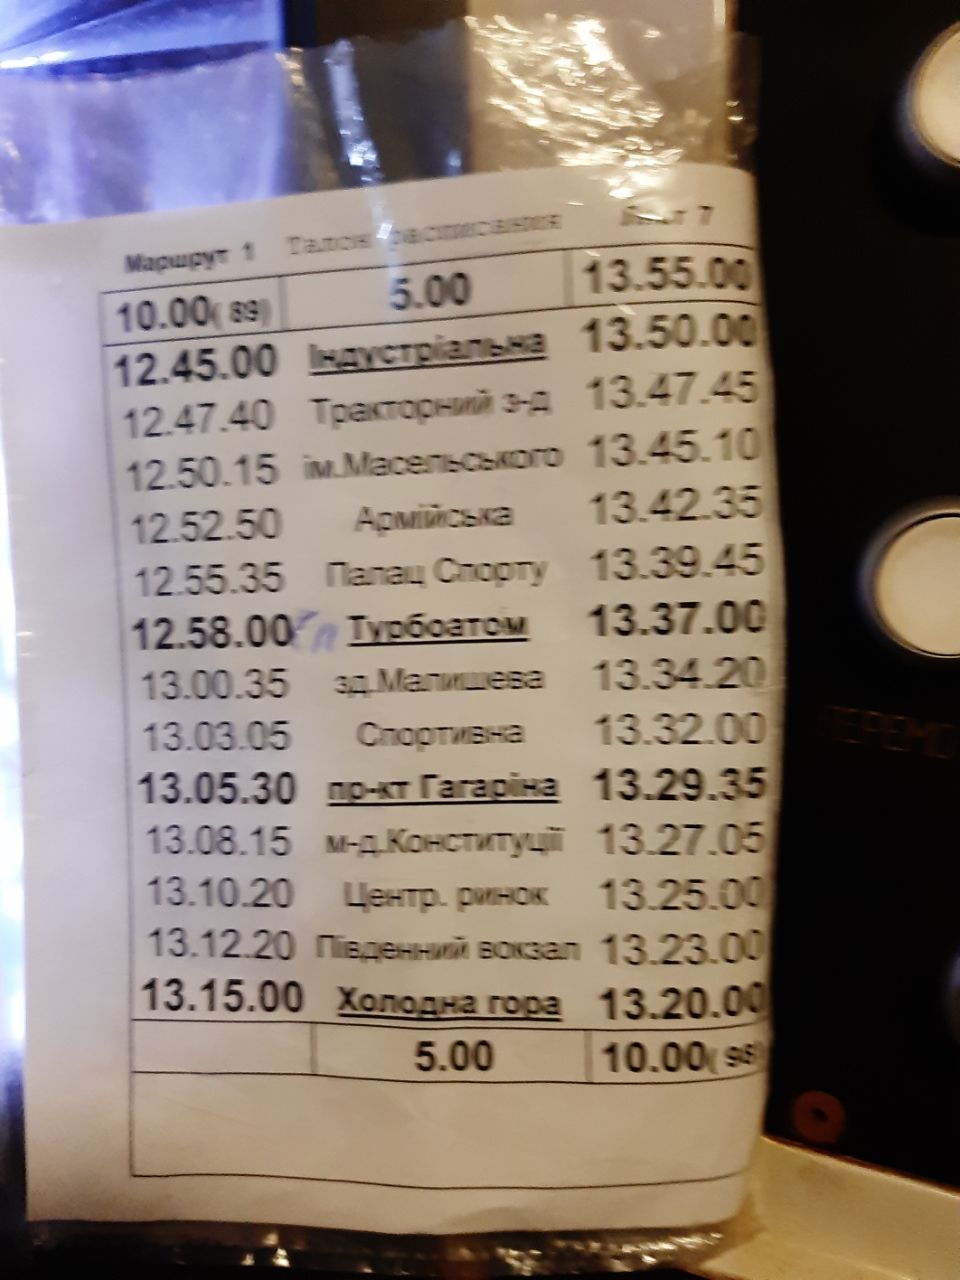 Маршрут 1 Талон расписания 7
10.00( 89) 5.00 13.55.00
12.45.00 Індустріальна 13.50.00
12.47.40 Тракторний з-д 13.47.45
12.50.15 ім.Масельського 13.45.10
12.52.50 Армійська 13.42.35
12.55.35 Палац Спорту 13.39.45
12.58.00 Турбоатом 13.37.00
13.00.35 зд.Малишева 13.34.20
13.03.05 Спортивна 13.32.00
13.05.30 пр-кт Гагаріна 13.29.35
13.08.15 м-д.Конституції 13.27.05
13.10.20 Центр. ринок 13.25.00
13.12.20 Південний вокзал 13.23.00
13.15.00 Холодна гора 13.20.00
5.00 10.00( 98)